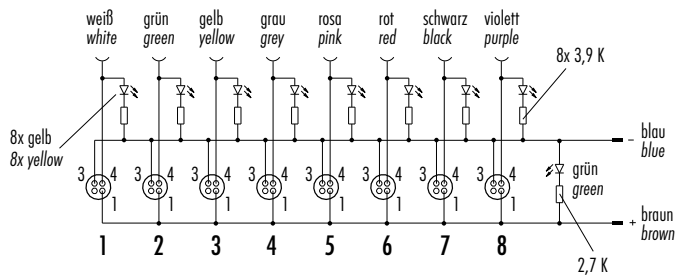 weiß grün gelb grau rosa rot schwarz violett
white green yellow grey pink red black purple
8x 3,9 K
8x gelb
8x yellow
– blau
blue
3 4 3 4 3 4 3 4 3 4 3 4 3 4 3 4
grün
green
1 1 1 1 1 1 1 1
+ braun
brown
1 2 3 4 5 6 7 8
2,7 K